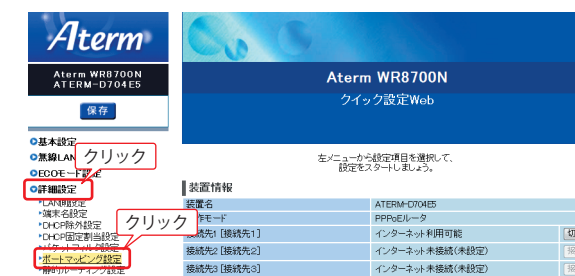 Aterm
Aterm WR8700N
ATERM-D704E5
保存
基本設定
無線LAN
クリック
ECOモード設定
詳細設定
端末名設定
クリック
DHCP除外設定
DHCP固定割当設定
ポートマッピング設定
Aterm WR8700N
クイック設定Web
左メニューから設定項目を選択して、
設定をスタートしましょう。
装置情報
装置名 ATERM-D704E5
モード PPPoEルータ
接続先1 [接続先1] インターネット利用可能 切
接続先2 [接続先2] インターネット未接続(未設定) 接
接続先3 [接続先3] インターネット未接続(未設定) 接